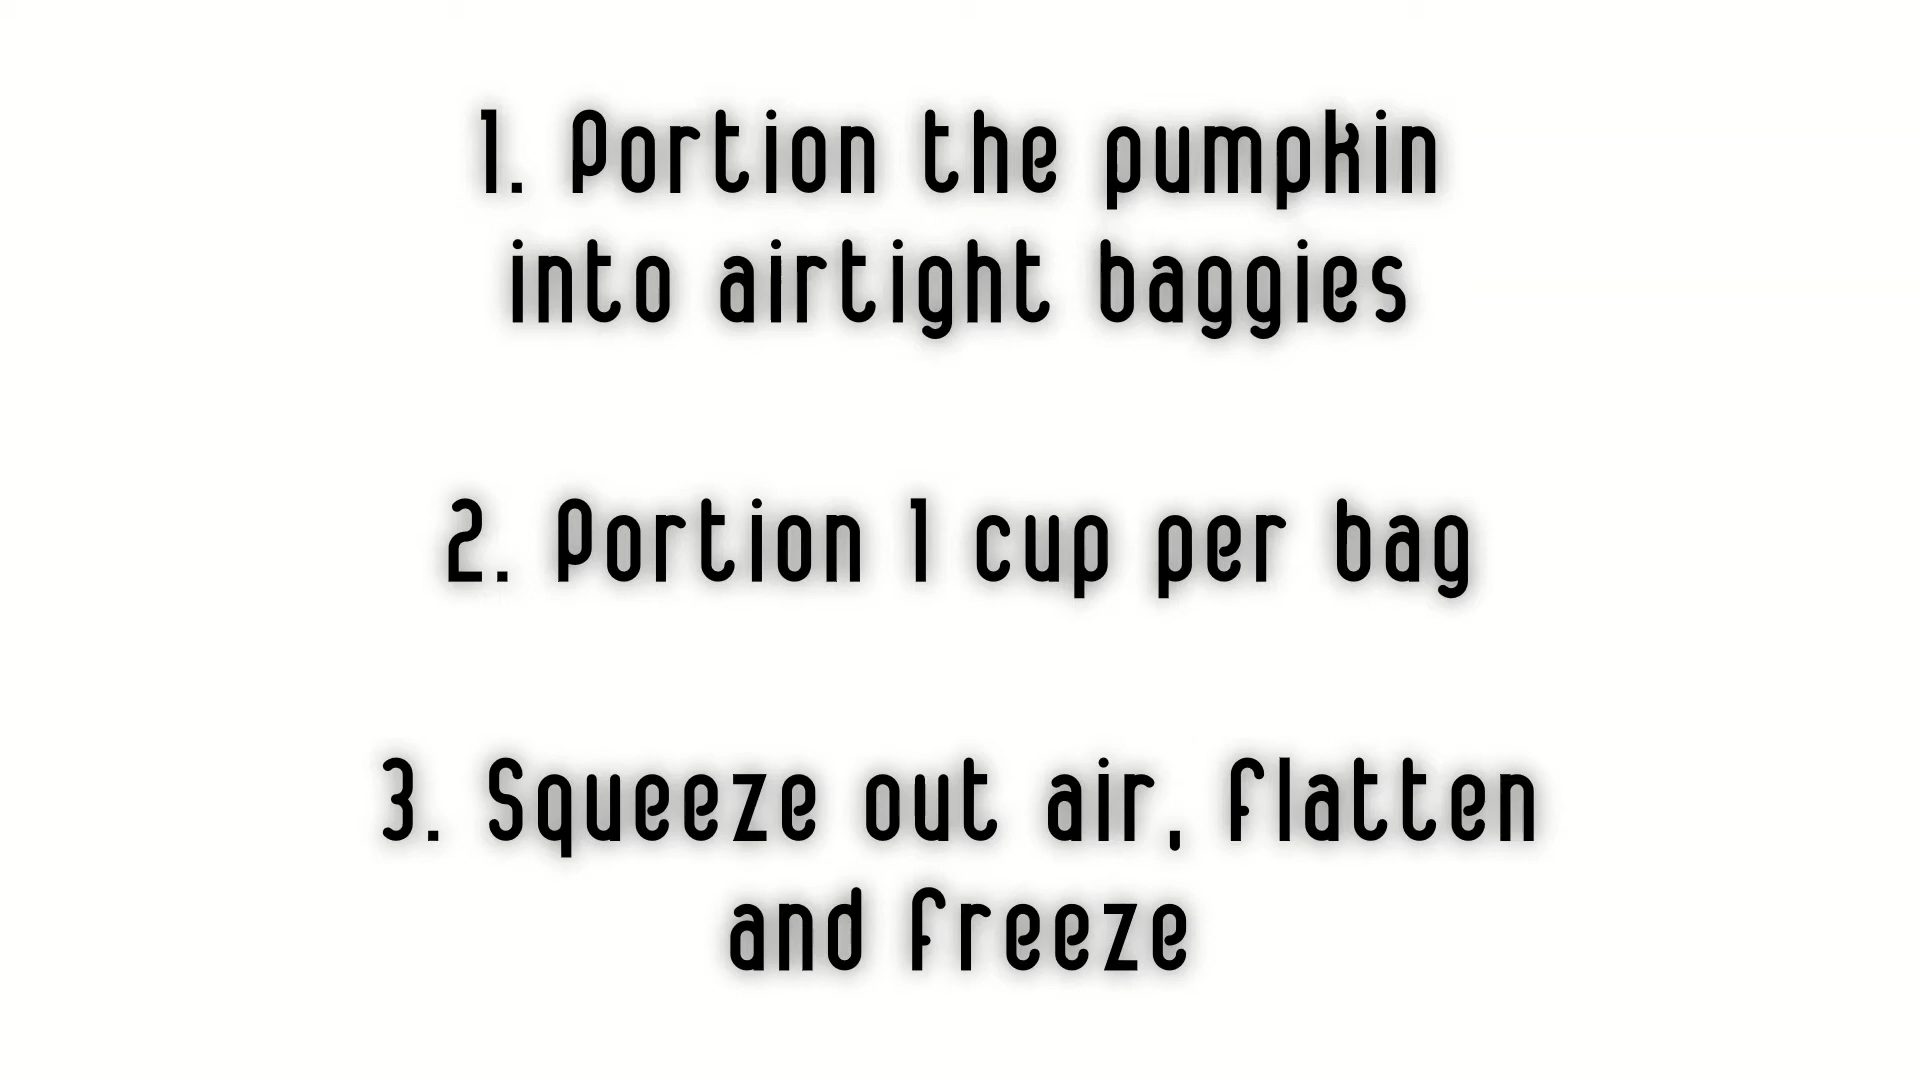 1. Portion the pumpkin
into airtight baggies
2. Portion 1 cup per bag
3. Squeeze out air, flatten
and freeze